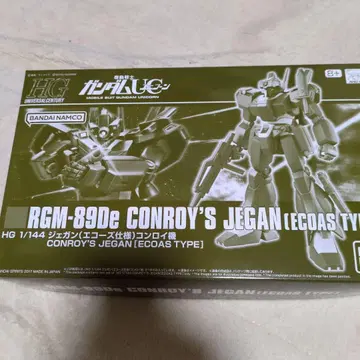 HG
UNIVERSAL CENTURY
機動戦士
ガンダムUC
MOBILE SUIT GUNDAM UNICORN
8+
BANDAI NAMCO
RGM-89De CONROY'S JEGAN (ECOAS TY
HG 1/144 ジェガン(エコーズ仕様)コンロイ機
CONROY'S JEGAN [ECOAS TYPE]
MADE IN JAPAN